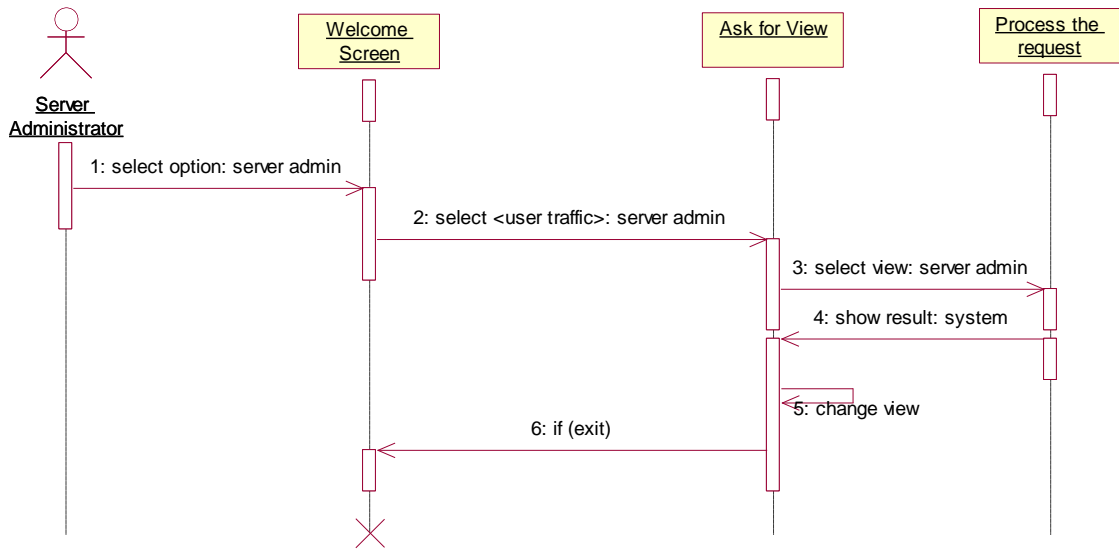 Welcome
Screen
Ask for View
Process the
request
Server
Administrator
1: select option: server admin
2: select <user traffic>: server admin
3: select view: server admin
4: show result: system
5: change view
6: if (exit)